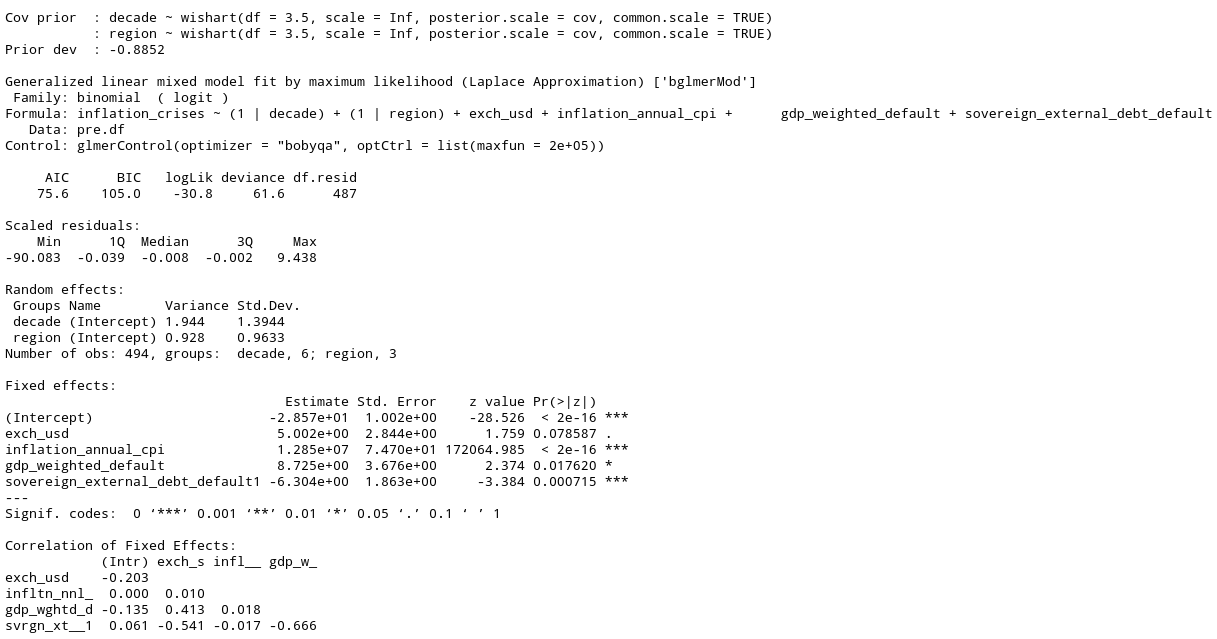 Cov prior  : decade ~ wishart(df = 3.5, scale = Inf, posterior.scale = cov, common.scale = TRUE)
           : region ~ wishart(df = 3.5, scale = Inf, posterior.scale = cov, common.scale = TRUE)
Prior dev  : -0.8852

Generalized linear mixed model fit by maximum likelihood (Laplace Approximation) ['bglmerMod']
 Family: binomial  ( logit )
Formula: inflation_crises ~ (1 | decade) + (1 | region) + exch_usd + inflation_annual_cpi +      gdp_weighted_default + sovereign_external_debt_default
   Data: pre.df
Control: glmerControl(optimizer = "bobyqa", optCtrl = list(maxfun = 2e+05))

     AIC      BIC   logLik deviance df.resid
    75.6    105.0    -30.8     61.6      487

Scaled residuals:
    Min      1Q  Median      3Q     Max
-90.083  -0.039  -0.008  -0.002   9.438

Random effects:
 Groups Name        Variance Std.Dev.
 decade (Intercept) 1.944    1.3944
 region (Intercept) 0.928    0.9633
Number of obs: 494, groups:  decade, 6; region, 3

Fixed effects:
                                   Estimate Std. Error    z value Pr(>|z|)
(Intercept)                      -2.857e+01  1.002e+00    -28.526  < 2e-16 ***
exch_usd                          5.002e+00  2.844e+00      1.759 0.078587 .
inflation_annual_cpi              1.285e+07  7.470e+01 172064.985  < 2e-16 ***
gdp_weighted_default              8.725e+00  3.676e+00      2.374 0.017620 *
sovereign_external_debt_default1 -6.304e+00  1.863e+00     -3.384 0.000715 ***
---
Signif. codes:  0 ‘***’ 0.001 ‘**’ 0.01 ‘*’ 0.05 ‘.’ 0.1 ‘ ’ 1

Correlation of Fixed Effects:
            (Intr) exch_s infl__ gdp_w_
exch_usd    -0.203
infltn_nnl_  0.000  0.010
gdp_wghtd_d -0.135  0.413  0.018
svrgn_xt__1  0.061 -0.541 -0.017 -0.666